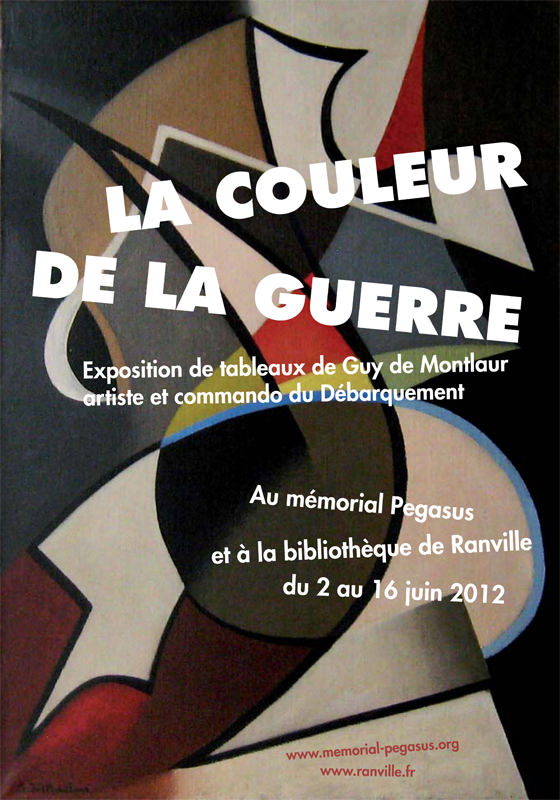 LA COULEUR
DE LA GUERRE
Exposition de tableaux de Guy de Montlaur
artiste et commando du Débarquement
Au mémorial Pegasus
et à la bibliothèque de Ranville
du 2 au 16 juin 2012
www.memorial-pegasus.org
www.ranville.fr